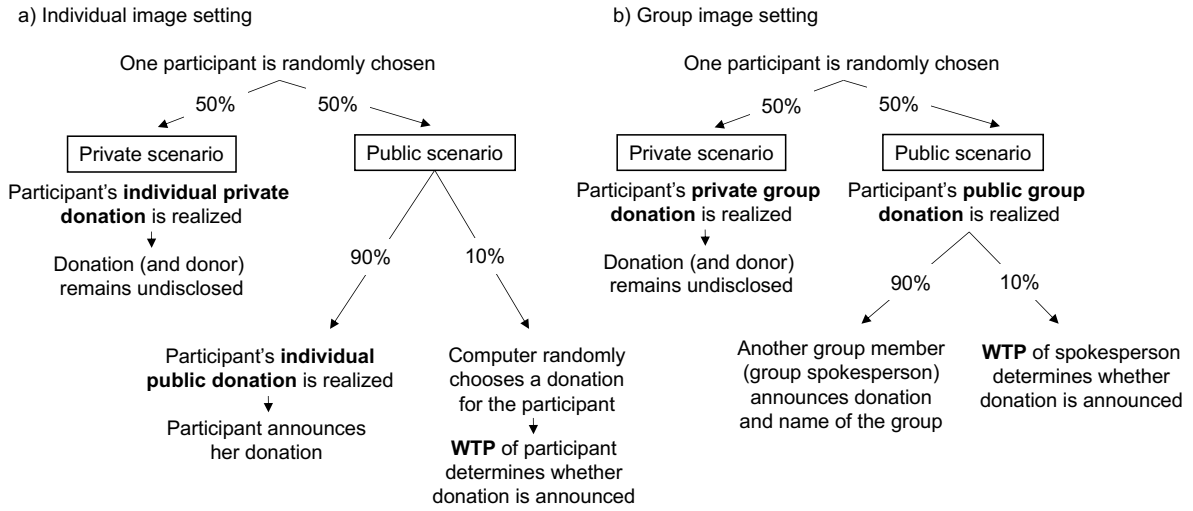 a) Individual image setting
One participant is randomly chosen
50%
50%
Private scenario
Public scenario
Participant's individual private
donation is realized
Donation (and donor)
remains undisclosed
90%
10%
Participant's individual
public donation is realized
Participant announces
her donation
Computer randomly
chooses a donation
for the participant
WTP of participant
determines whether
donation is announced
b) Group image setting
One participant is randomly chosen
50%
50%
Private scenario
Public scenario
Participant's private group
donation is realized
Donation (and donor)
remains undisclosed
Participant's public group
donation is realized
90%
10%
Another group member
(group spokesperson)
announces donation
and name of the group
WTP of spokesperson
determines whether
donation is announced